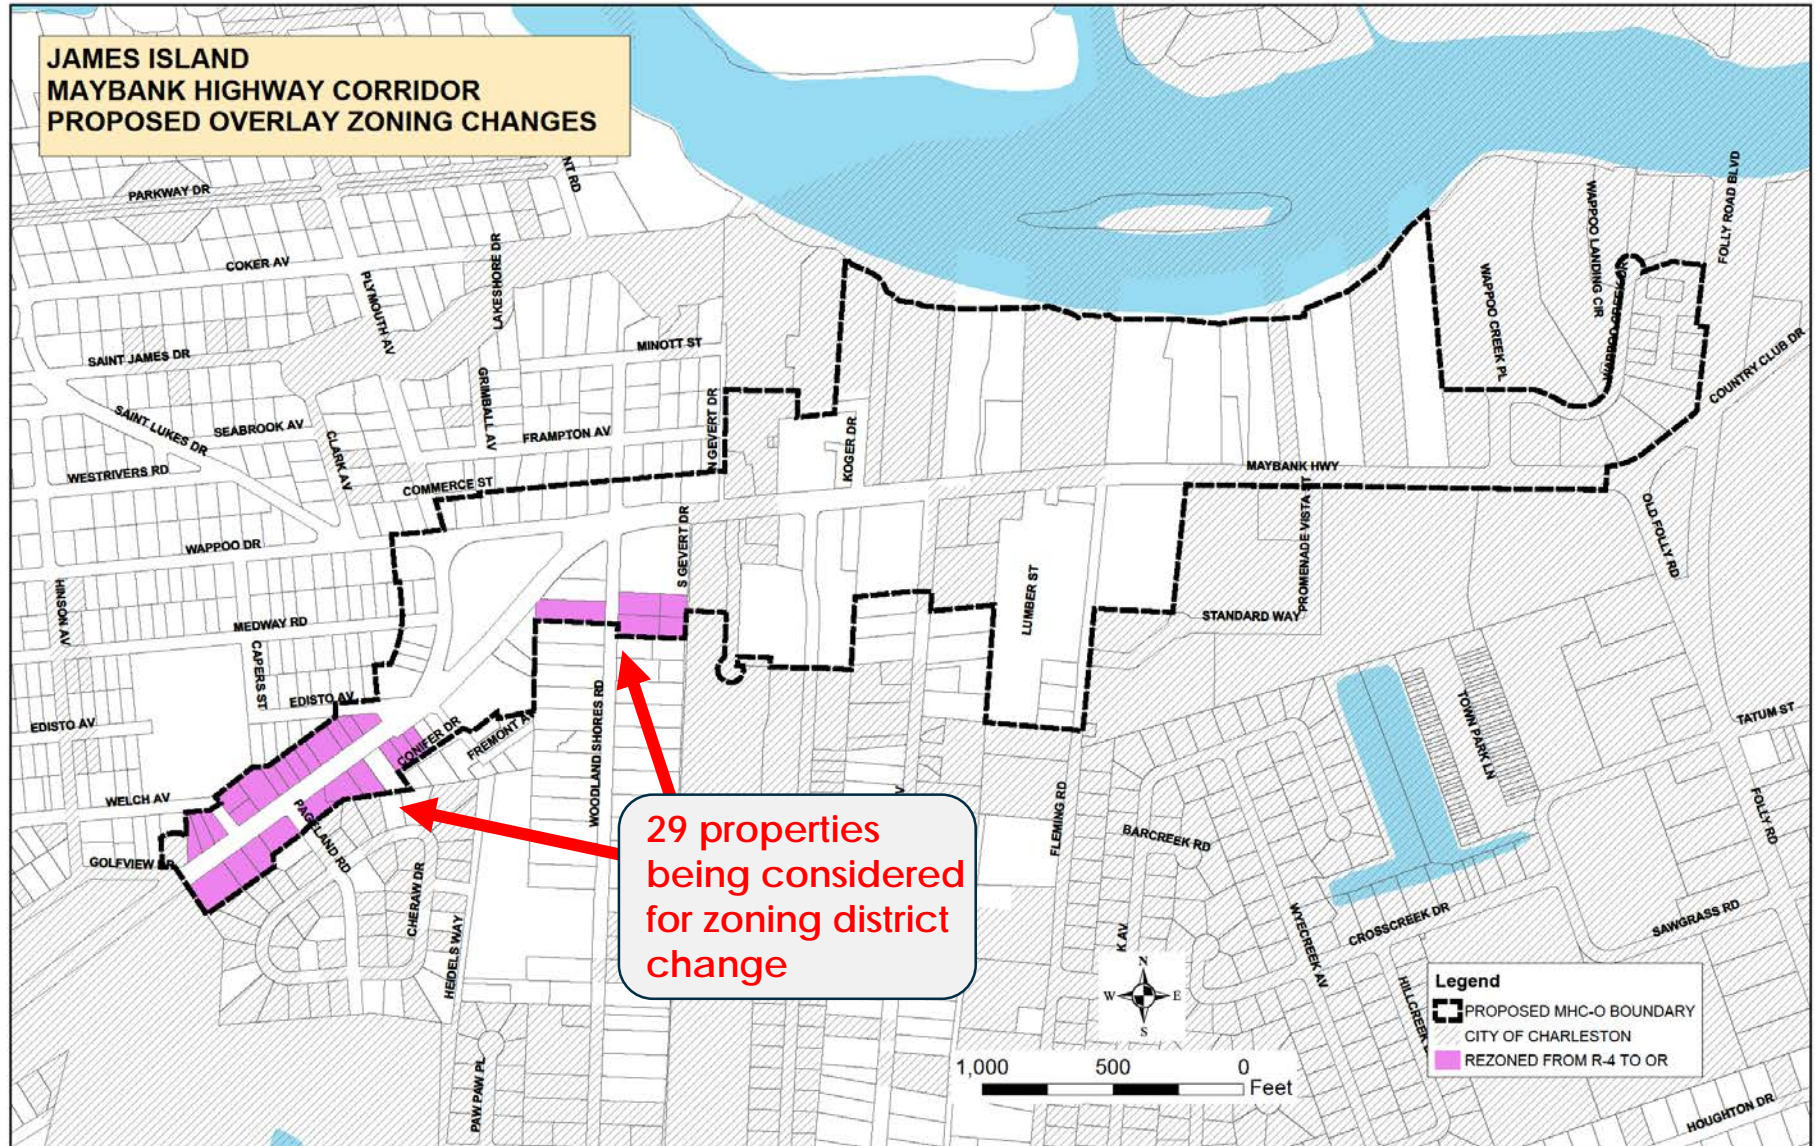 JAMES ISLAND
MAYBANK HIGHWAY CORRIDOR
PROPOSED OVERLAY ZONING CHANGES
NT RD
PARKWAY DR
FOLLY ROAD BLVD
WAPPOO LANDING CIR
COKER AV
LAKESHORE DR
PLYMOUTH AV
WAPPOO CREEK PL
WAPPOO CREEK DR
MINOTT ST
SAINT JAMES DR
COUNTRY CLUB DR
GRIMBALL AV
N GEVERT DR
SAINT LUKES DR
SEABROOK AV
FRAMPTON AV
KOGER DR
CLARK AV
WESTRIVERS RD
COMMERCE ST
MAYBANK HWY
PROMENADE VISTA ST
OLD FOLLY RD
WAPPOO DR
S GEVERT DR
HINSON AV
LUMBER ST
STANDARD WAY
MEDWAY RD
CAPERS ST
EDISTO AV
EDISTO AV
CONIFER DR
FREMONT AV
WOODLAND SHORES RD
TOWN PARK LN
TATUM ST
WELCH AV
PAGELAND RD
GOLFVIEW DR
CHERAW DR
V
FLEMING RD
BARCREEK RD
FOLLY RD
29 properties
being considered
for zoning district
change
HEIDELS WAY
K AV
WYECREEK AV
CROSSCREEK DR
SAWGRASS RD
HILLCREEK
N
W
E
S
Legend
PROPOSED MHC-O BOUNDARY
CITY OF CHARLESTON
REZONED FROM R-4 TO OR
PAW PAW PL
1,000 500 0
Feet
HOUGHTON DR